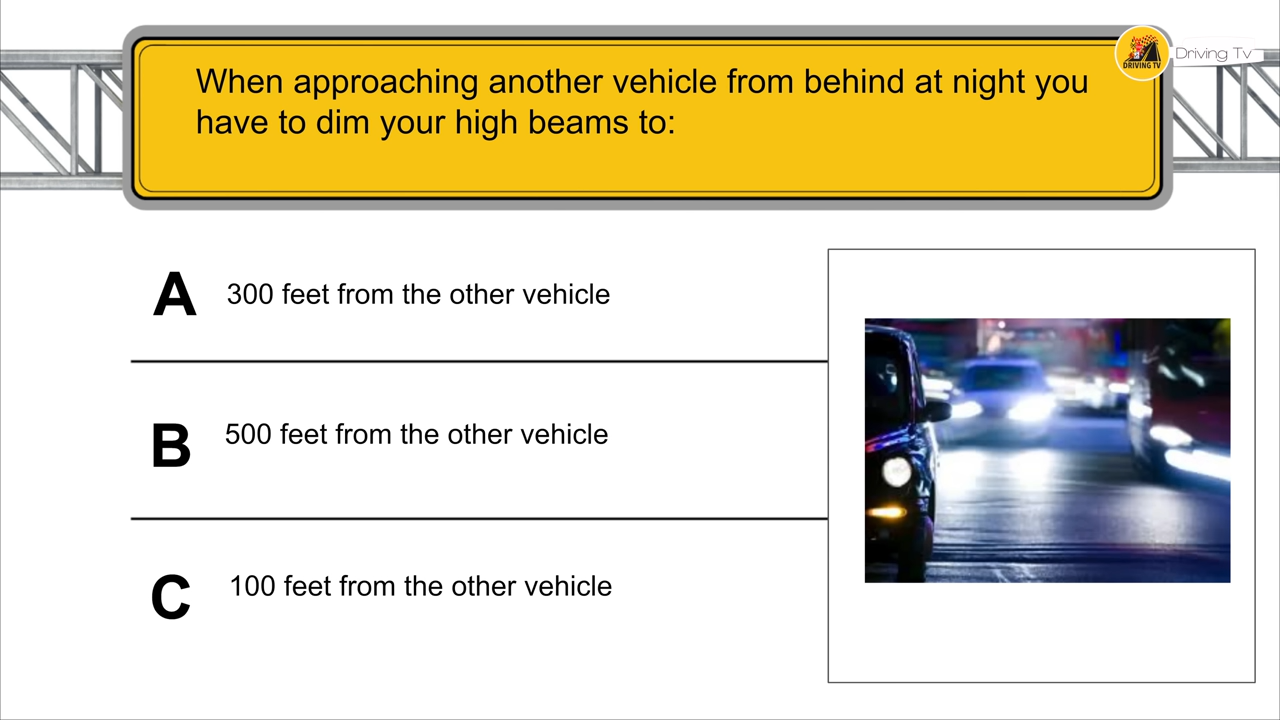 When approaching another vehicle from behind at night you
have to dim your high beams to:
DRIVING TV
Driving Tv
A 300 feet from the other vehicle
B 500 feet from the other vehicle
C 100 feet from the other vehicle